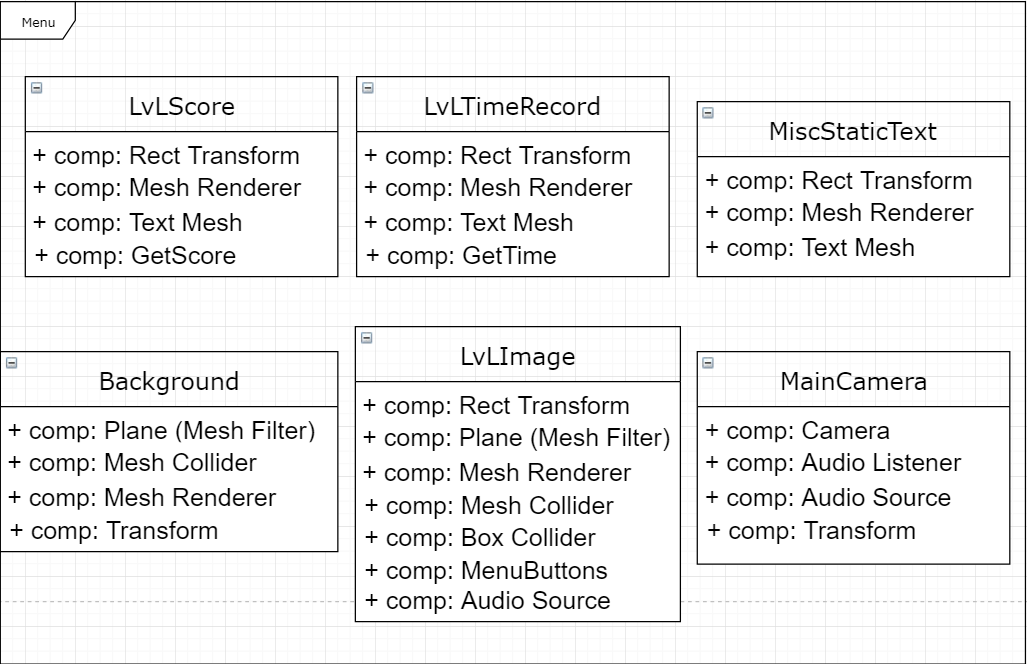 Menu
LvLScore
+ comp: Rect Transform
+ comp: Mesh Renderer
+ comp: Text Mesh
+ comp: GetScore
LvLTimeRecord
+ comp: Rect Transform
+ comp: Mesh Renderer
+ comp: Text Mesh
+ comp: GetTime
MiscStaticText
+ comp: Rect Transform
+ comp: Mesh Renderer
+ comp: Text Mesh
Background
+ comp: Plane (Mesh Filter)
+ comp: Mesh Collider
+ comp: Mesh Renderer
+ comp: Transform
LvLImage
+ comp: Rect Transform
+ comp: Plane (Mesh Filter)
+ comp: Mesh Renderer
+ comp: Mesh Collider
+ comp: Box Collider
+ comp: MenuButtons
+ comp: Audio Source
MainCamera
+ comp: Camera
+ comp: Audio Listener
+ comp: Audio Source
+ comp: Transform